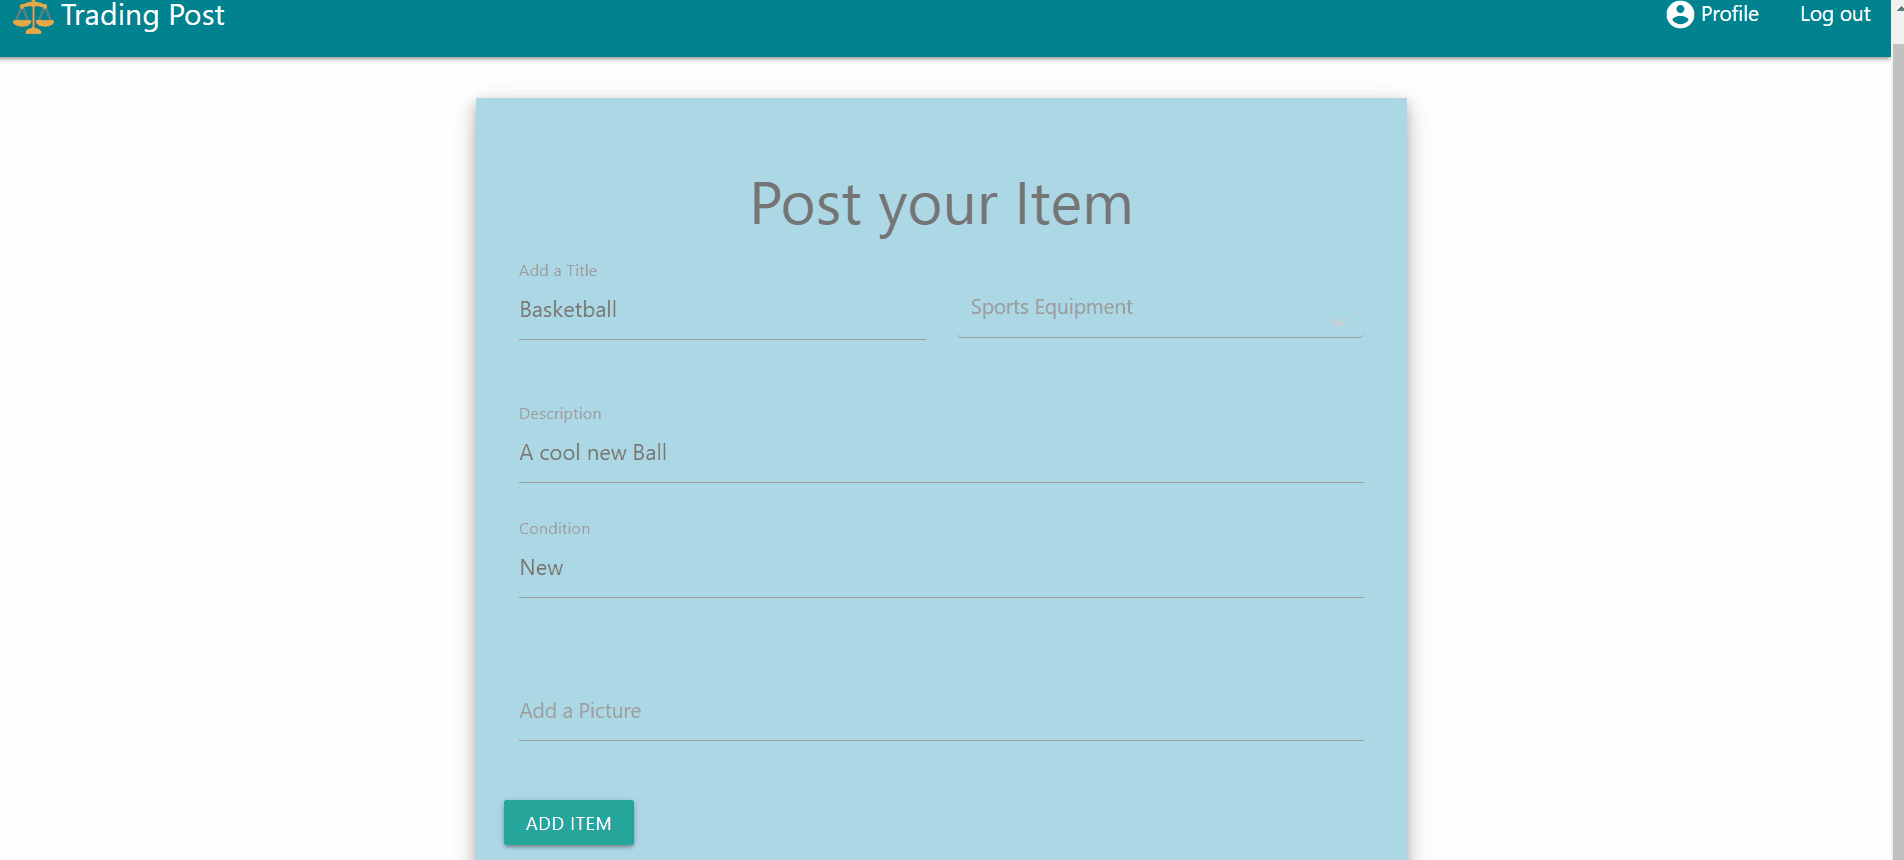 Trading Post
Profile
Log out
Post your Item
Add a Title
Basketball
Sports Equipment
Description
A cool new Ball
Condition
New
Add a Picture
ADD ITEM